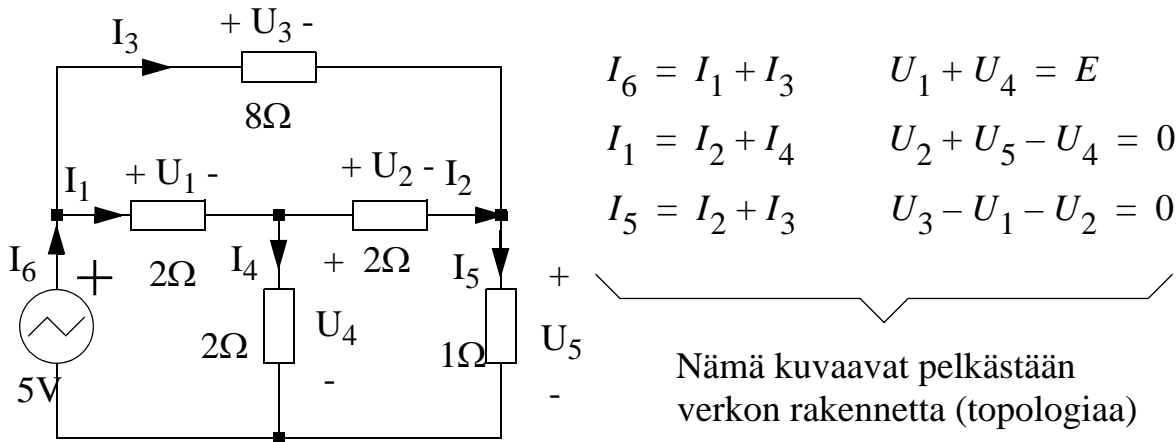 I3 + U3 -
8Ω
I1 + U1 - + U2 - I2
I6 + 2Ω I4 + 2Ω I5 +
2Ω U4 1Ω U5
5V - -
I6 = I1 + I3 U1 + U4 = E
I1 = I2 + I4 U2 + U5 – U4 = 0
I5 = I2 + I3 U3 – U1 – U2 = 0
Nämä kuvaavat pelkästään
verkon rakennetta (topologiaa)